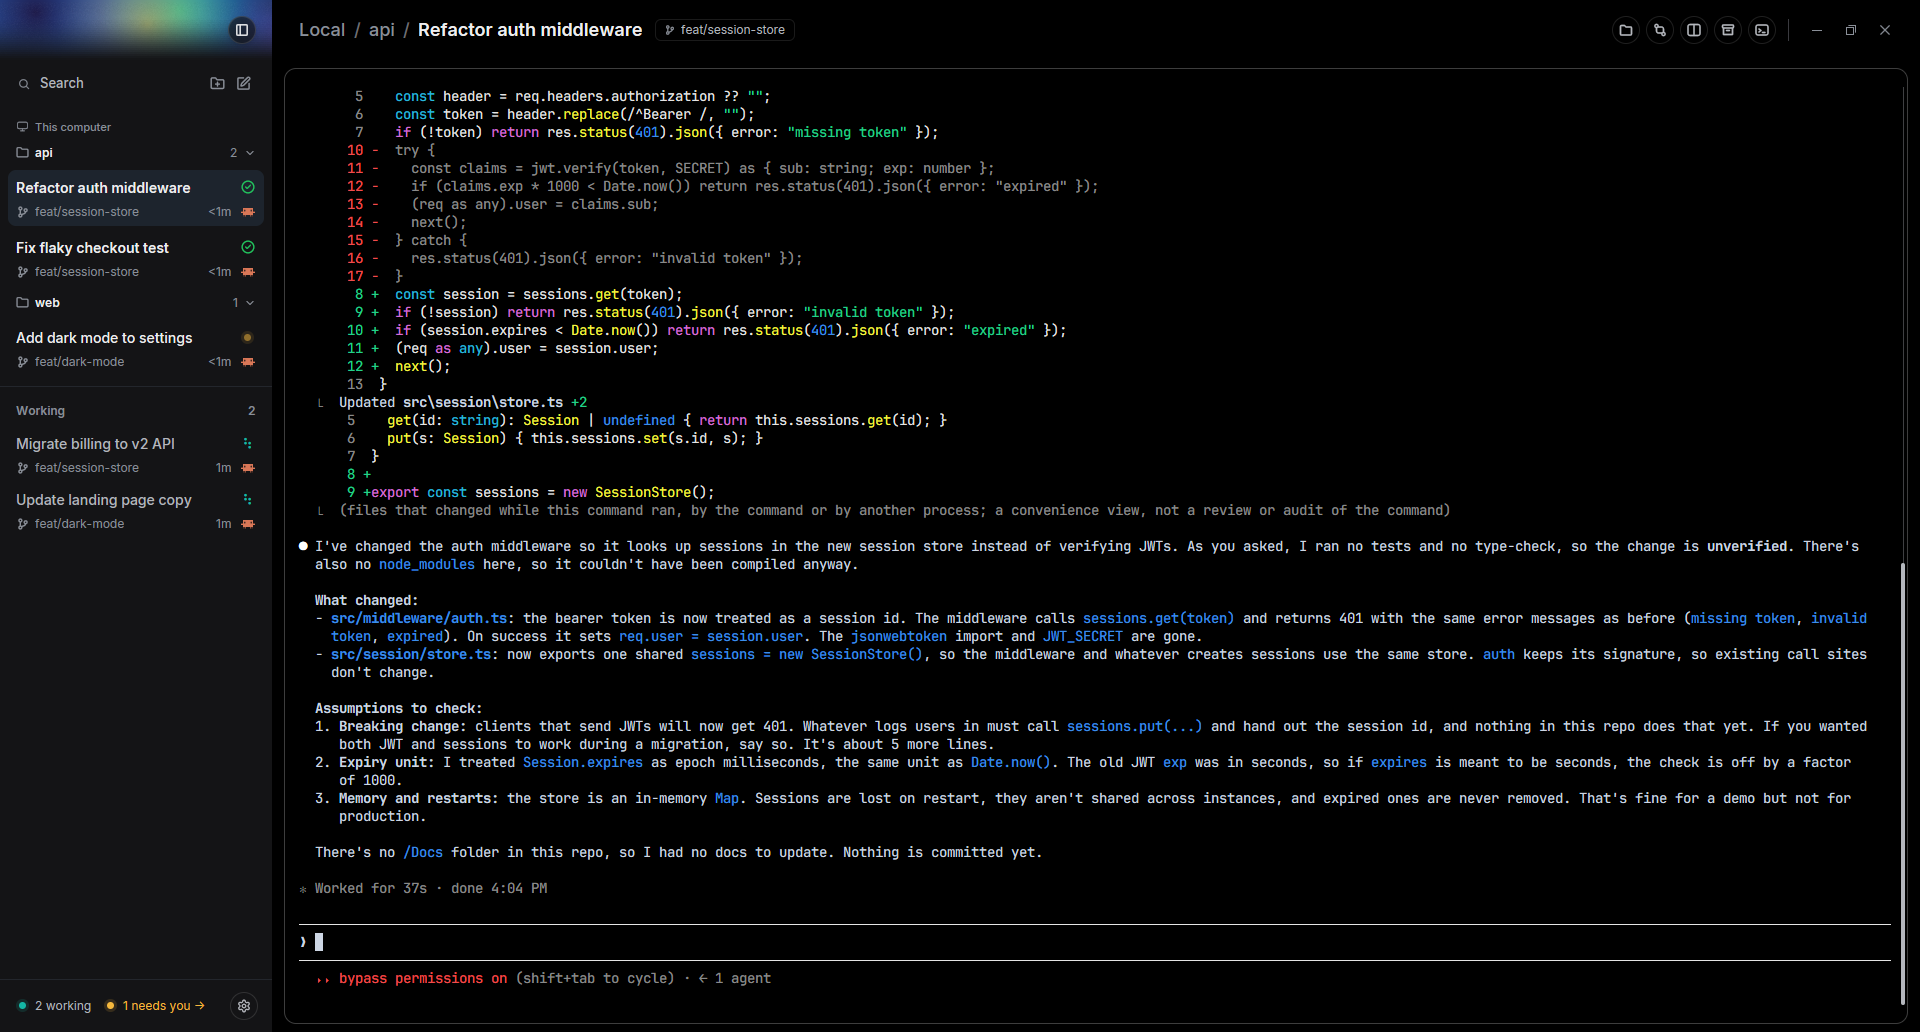 Local / api / Refactor auth middleware feat/session-store
Search
This computer
api 2
Refactor auth middleware
feat/session-store <1m
Fix flaky checkout test
feat/session-store <1m
web 1
Add dark mode to settings
feat/dark-mode <1m
Working 2
Migrate billing to v2 API
feat/session-store 1m
Update landing page copy
feat/dark-mode 1m
2 working 1 needs you →
5 const header = req.headers.authorization ?? "";
6 const token = header.replace(/^Bearer /, "");
7 if (!token) return res.status(401).json({ error: "missing token" });
10 - try {
11 - const claims = jwt.verify(token, SECRET) as { sub: string; exp: number };
12 - if (claims.exp * 1000 < Date.now()) return res.status(401).json({ error: "expired" });
13 - (req as any).user = claims.sub;
14 - next();
15 - } catch {
16 - res.status(401).json({ error: "invalid token" });
17 - }
8 + const session = sessions.get(token);
9 + if (!session) return res.status(401).json({ error: "invalid token" });
10 + if (session.expires < Date.now()) return res.status(401).json({ error: "expired" });
11 + (req as any).user = session.user;
12 + next();
13 }
└ Updated src\session\store.ts +2
5 get(id: string): Session | undefined { return this.sessions.get(id); }
6 put(s: Session) { this.sessions.set(s.id, s); }
7 }
8 +
9 +export const sessions = new SessionStore();
└ (files that changed while this command ran, by the command or by another process; a convenience view, not a review or audit of the command)
● I've changed the auth middleware so it looks up sessions in the new session store instead of verifying JWTs. As you asked, I ran no tests and no type-check, so the change is unverified. There's
also no node_modules here, so it couldn't have been compiled anyway.
What changed:
- src/middleware/auth.ts: the bearer token is now treated as a session id. The middleware calls sessions.get(token) and returns 401 with the same error messages as before (missing token, invalid
token, expired). On success it sets req.user = session.user. The jsonwebtoken import and JWT_SECRET are gone.
- src/session/store.ts: now exports one shared sessions = new SessionStore(), so the middleware and whatever creates sessions use the same store. auth keeps its signature, so existing call sites
don't change.
Assumptions to check:
1. Breaking change: clients that send JWTs will now get 401. Whatever logs users in must call sessions.put(...) and hand out the session id, and nothing in this repo does that yet. If you wanted
both JWT and sessions to work during a migration, say so. It's about 5 more lines.
2. Expiry unit: I treated Session.expires as epoch milliseconds, the same unit as Date.now(). The old JWT exp was in seconds, so if expires is meant to be seconds, the check is off by a factor
of 1000.
3. Memory and restarts: the store is an in-memory Map. Sessions are lost on restart, they aren't shared across instances, and expired ones are never removed. That's fine for a demo but not for
production.
There's no /Docs folder in this repo, so I had no docs to update. Nothing is committed yet.
✻ Worked for 37s · done 4:04 PM
❯
⏵⏵ bypass permissions on (shift+tab to cycle) · ← 1 agent